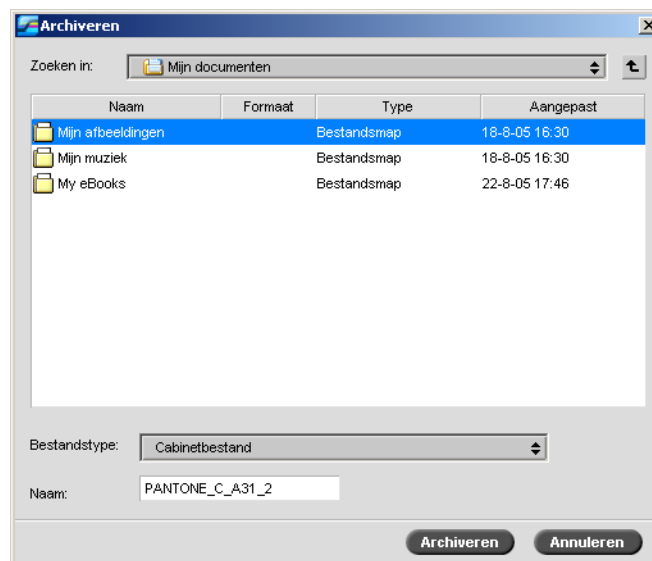 Archiveren
Zoeken in: Mijn documenten
Naam Formaat Type Aangepast
Mijn afbeeldingen Bestandsmap 18-8-05 16:30
Mijn muziek Bestandsmap 18-8-05 16:30
My eBooks Bestandsmap 22-8-05 17:46
Bestandstype: Cabinetbestand
Naam: PANTONE_C_A31_2
Archiveren Annuleren